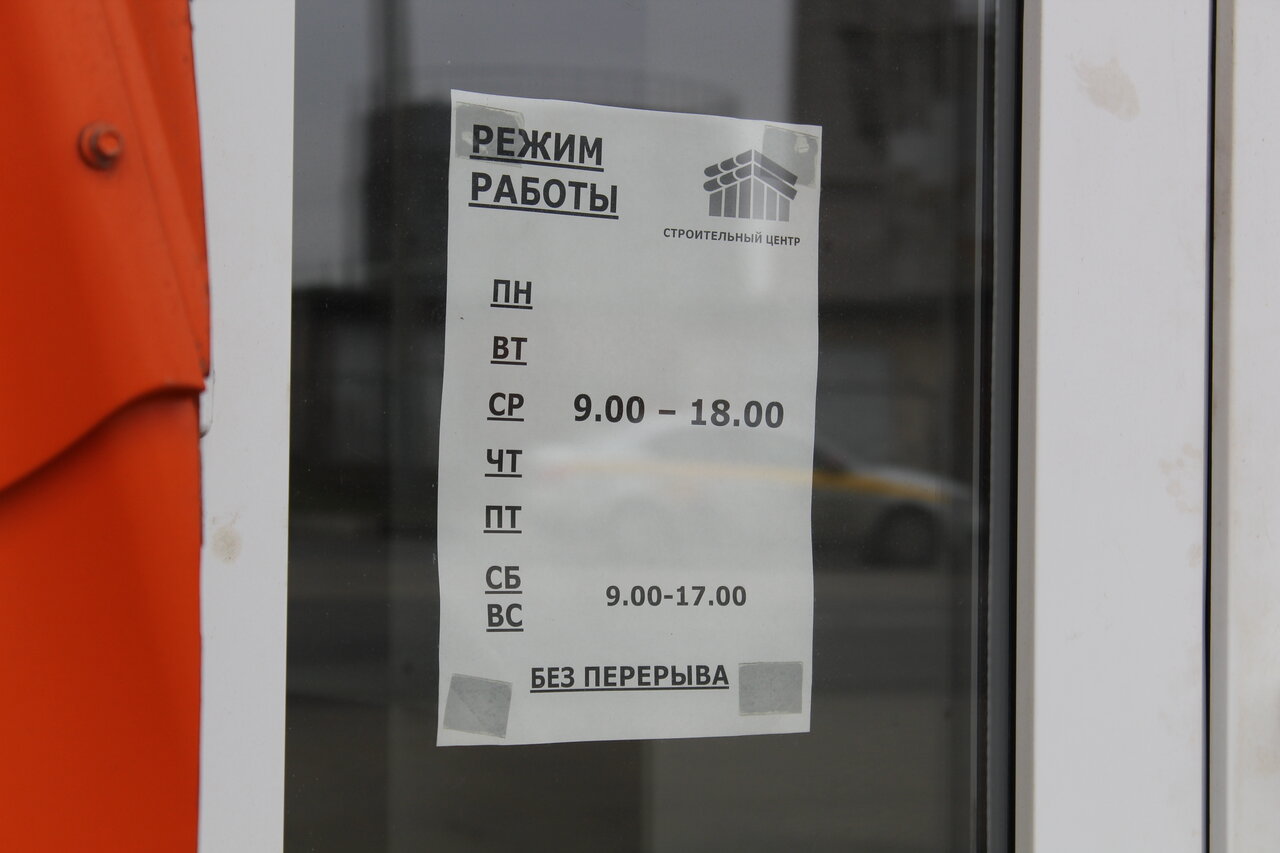 РЕЖИМ
РАБОТЫ
СТРОИТЕЛЬНЫЙ ЦЕНТР
ПН
ВТ
СР 9.00 – 18.00
ЧТ
ПТ
СБ
9.00-17.00
ВС
БЕЗ ПЕРЕРЫВА